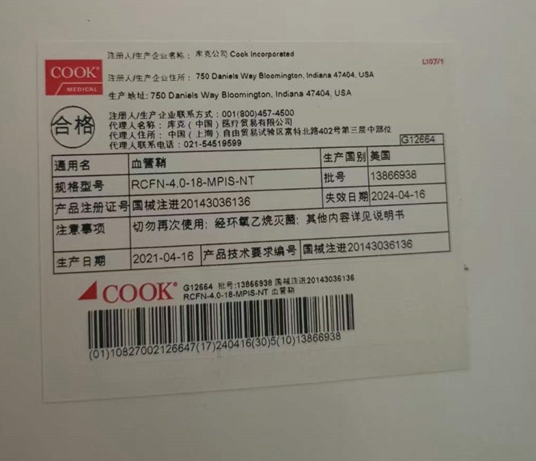 注册人/生产企业名称: 库克公司 Cook Incorporated
COOK®
MEDICAL
注册人/生产企业住所: 750 Daniels Way Bloomington, Indiana 47404, USA
生产地址: 750 Daniels Way Bloomington, Indiana 47404, USA
合格
注册人/生产企业联系方式: 001(800)457-4500
代理人名称: 库克(中国)医疗贸易有限公司
代理人住所: 中国(上海)自由贸易试验区富特北路402号第三层中部位
代理人联系电话: 021-54519599
G12664
通用名 血管鞘 生产国别 美国
规格型号 RCFN-4.0-18-MPIS-NT 批号 13866938
产品注册证号 国械注进20143036136 失效日期 2024-04-16
注意事项 切勿再次使用; 经环氧乙烷灭菌; 其他内容详见说明书
生产日期 2021-04-16 产品技术要求编号 国械注进20143036136
COOK® G12664 批号:13866938 国械注进20143036136
RCFN-4.0-18-MPIS-NT 血管鞘
(01)10827002126647(17)240416(30)5(10)13866938